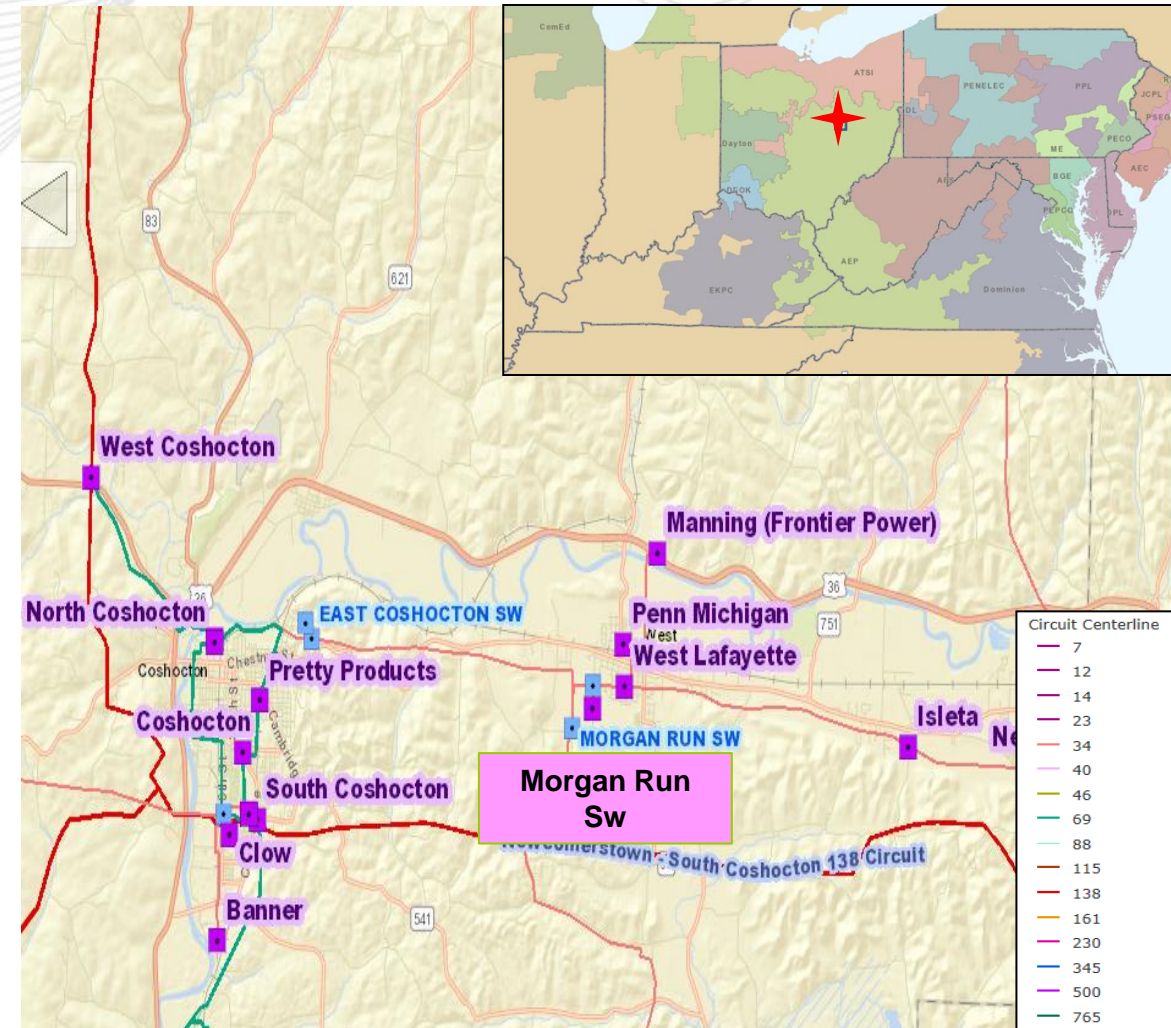 ComEd
ATSI
PENELEC
PPL
JCPL
DL
PSEG
Dayton
ME
PECO
AEC
BGE
DEOK
PEPCO
DPL
AEP
EKPC
Dominion
83
621
West Coshocton
Manning (Frontier Power)
36
36
North Coshocton
EAST COSHOCTON SW
Penn Michigan
751
West
West Lafayette
Coshocton
Pretty Products
Coshocton
MORGAN RUN SW
Isleta
Ne
South Coshocton
Morgan Run
Sw
Clow
Newcomerstown - South Coshocton 138 Circuit
Banner
541
Circuit Centerline
7
12
14
23
34
40
46
69
88
115
138
161
230
345
500
765